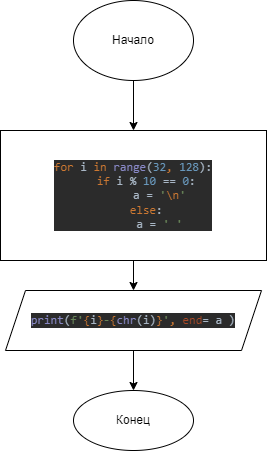 Начало
for i in range(32, 128):
if i % 10 == 0:
a = '\n'
else:
a = ' '
print(f'{i}-{chr(i)}', end= a )
Конец